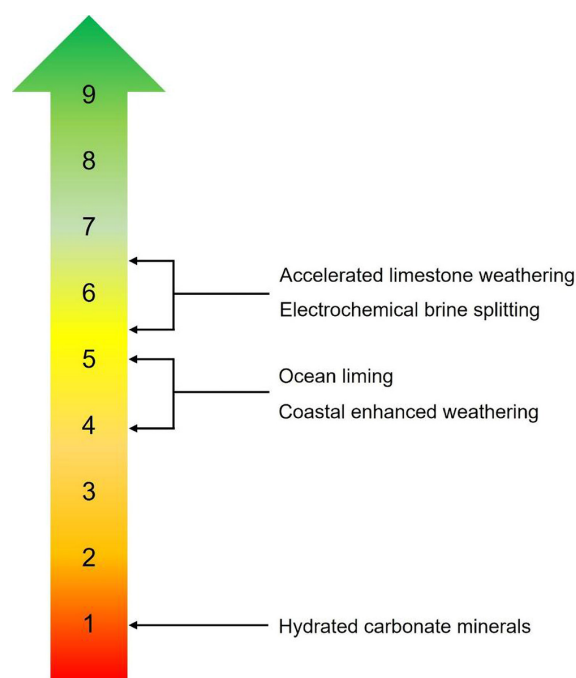 9
8
7
Accelerated limestone weathering
6
Electrochemical brine splitting
5
Ocean liming
Coastal enhanced weathering
4
3
2
1
Hydrated carbonate minerals